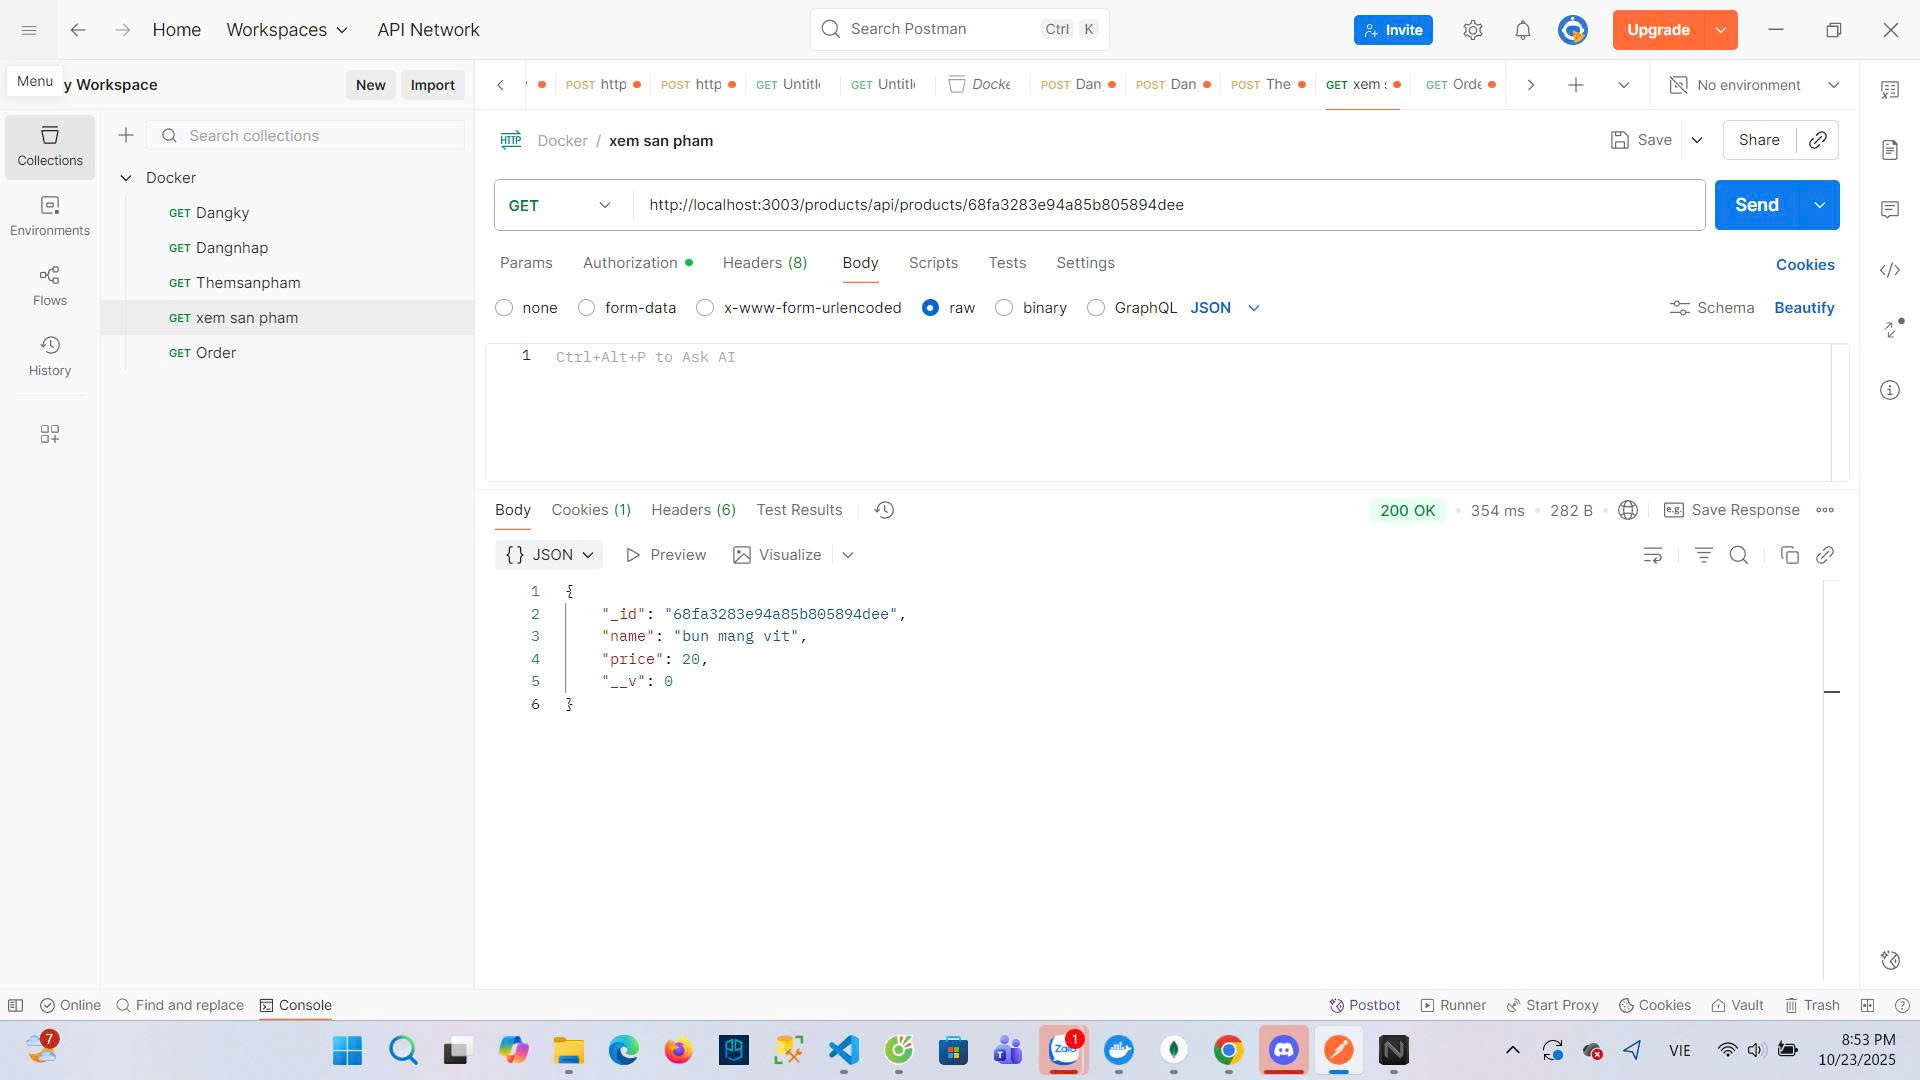 Home
Workspaces
API Network
Search Postman
Ctrl
K
Invite
Upgrade
Menu
y Workspace
New
Import
POST http
POST http
GET Untitl
GET Untitl
Docke
POST Dan
POST Dan
POST The
GET xem s
GET Orde
No environment
Collections
Environments
Flows
History
Search collections
Docker
GET Dangky
GET Dangnhap
GET Themsanpham
GET xem san pham
GET Order
HTTP
Docker / xem san pham
Save
Share
GET
http://localhost:3003/products/api/products/68fa3283e94a85b805894dee
Send
Params
Authorization
Headers (8)
Body
Scripts
Tests
Settings
Cookies
none
form-data
x-www-form-urlencoded
raw
binary
GraphQL
JSON
Schema
Beautify
1
Ctrl+Alt+P to Ask AI
Body
Cookies (1)
Headers (6)
Test Results
200 OK
354 ms
282 B
e.g.
Save Response
{} JSON
Preview
Visualize
1 {
2 "_id": "68fa3283e94a85b805894dee",
3 "name": "bun mang vit",
4 "price": 20,
5 "__v": 0
6 }
Online
Find and replace
Console
Postbot
Runner
Start Proxy
Cookies
Vault
Trash
7
Zalo
1
VIE
8:53 PM
10/23/2025